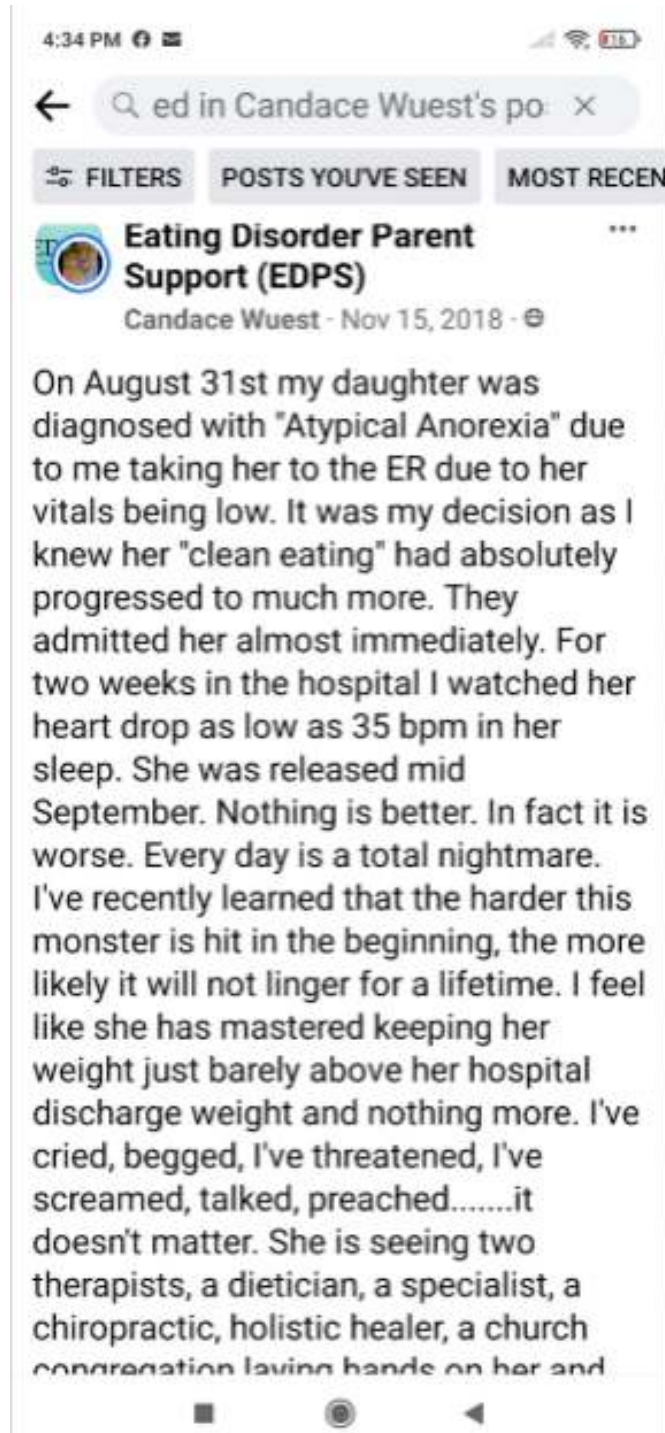 4:34 PM
16
ed in Candace Wuest's po
FILTERS POSTS YOU'VE SEEN MOST RECEN
Eating Disorder Parent
Support (EDPS)
Candace Wuest · Nov 15, 2018 ·
On August 31st my daughter was
diagnosed with "Atypical Anorexia" due
to me taking her to the ER due to her
vitals being low. It was my decision as I
knew her "clean eating" had absolutely
progressed to much more. They
admitted her almost immediately. For
two weeks in the hospital I watched her
heart drop as low as 35 bpm in her
sleep. She was released mid
September. Nothing is better. In fact it is
worse. Every day is a total nightmare.
I've recently learned that the harder this
monster is hit in the beginning, the more
likely it will not linger for a lifetime. I feel
like she has mastered keeping her
weight just barely above her hospital
discharge weight and nothing more. I've
cried, begged, I've threatened, I've
screamed, talked, preached.......it
doesn't matter. She is seeing two
therapists, a dietician, a specialist, a
chiropractic, holistic healer, a church
congregation laying hands on her and